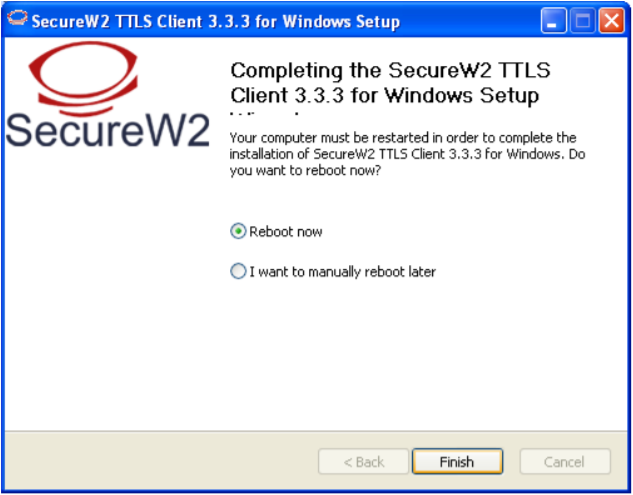 SecureW2 TTLS Client 3.3.3 for Windows Setup
SecureW2
Completing the SecureW2 TTLS
Client 3.3.3 for Windows Setup
Your computer must be restarted in order to complete the
installation of SecureW2 TTLS Client 3.3.3 for Windows. Do
you want to reboot now?
Reboot now
I want to manually reboot later
< Back
Finish
Cancel